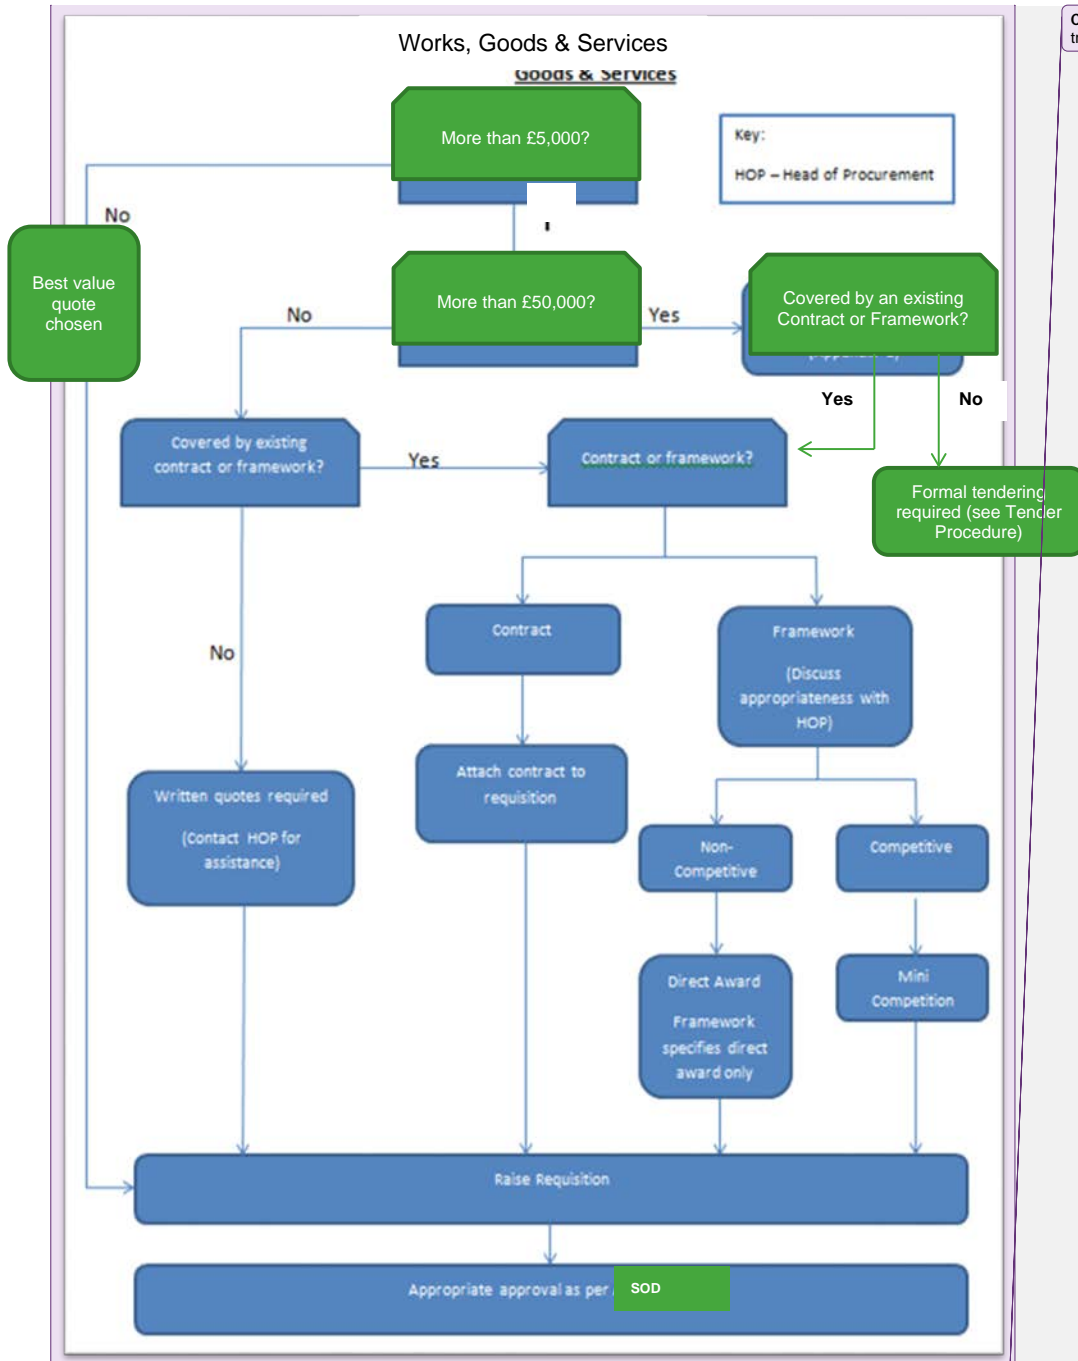 Works, Goods & Services
Goods & Services
More than £5,000?
Key:
HOP – Head of Procurement
No
Best value
quote
chosen
More than £50,000?
No
Yes
Covered by an existing
Contract or Framework?
Yes
No
Covered by existing
contract or framework?
Yes
Contract or framework?
Formal tendering
required (see Tender
Procedure)
No
Contract
Framework
(Discuss
appropriateness with
HOP)
Attach contract to
requisition
Written quotes required
(Contact HOP for
assistance)
Non-
Competitive
Competitive
Direct Award
Framework
specifies direct
award only
Mini
Competition
Raise Requisition
Appropriate approval as per
SOD